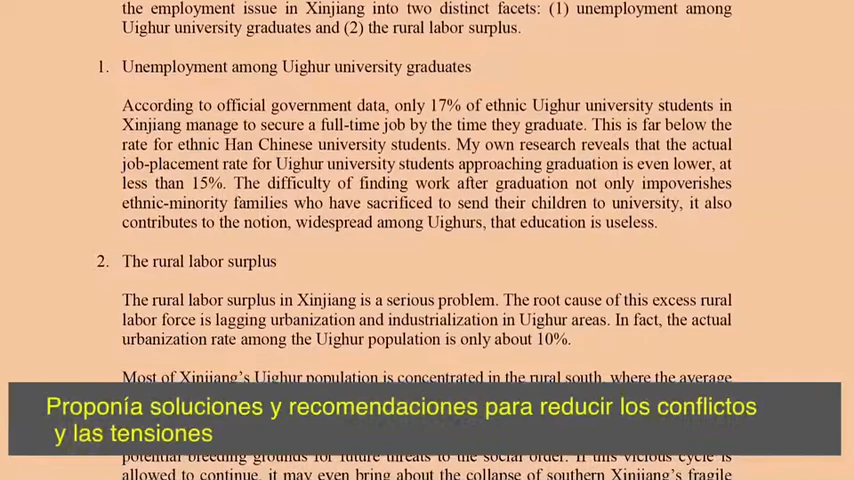 the employment issue in Xinjiang into two distinct facets: (1) unemployment among
Uighur university graduates and (2) the rural labor surplus.
1. Unemployment among Uighur university graduates
According to official government data, only 17% of ethnic Uighur university students in
Xinjiang manage to secure a full-time job by the time they graduate. This is far below the
rate for ethnic Han Chinese university students. My own research reveals that the actual
job-placement rate for Uighur university students approaching graduation is even lower, at
less than 15%. The difficulty of finding work after graduation not only impoverishes
ethnic-minority families who have sacrificed to send their children to university, it also
contributes to the notion, widespread among Uighurs, that education is useless.
2. The rural labor surplus
The rural labor surplus in Xinjiang is a serious problem. The root cause of this excess rural
labor force is lagging urbanization and industrialization in Uighur areas. In fact, the actual
urbanization rate among the Uighur population is only about 10%.
Most of Xinjiang's Uighur population is concentrated in the rural south, where the average
Proponía soluciones y recomendaciones para reducir los conflictos
y las tensiones
potential breeding grounds for future threats to the social order. If this vicious cycle is
allowed to continue, it may even bring about the collapse of southern Xinjiang's fragile